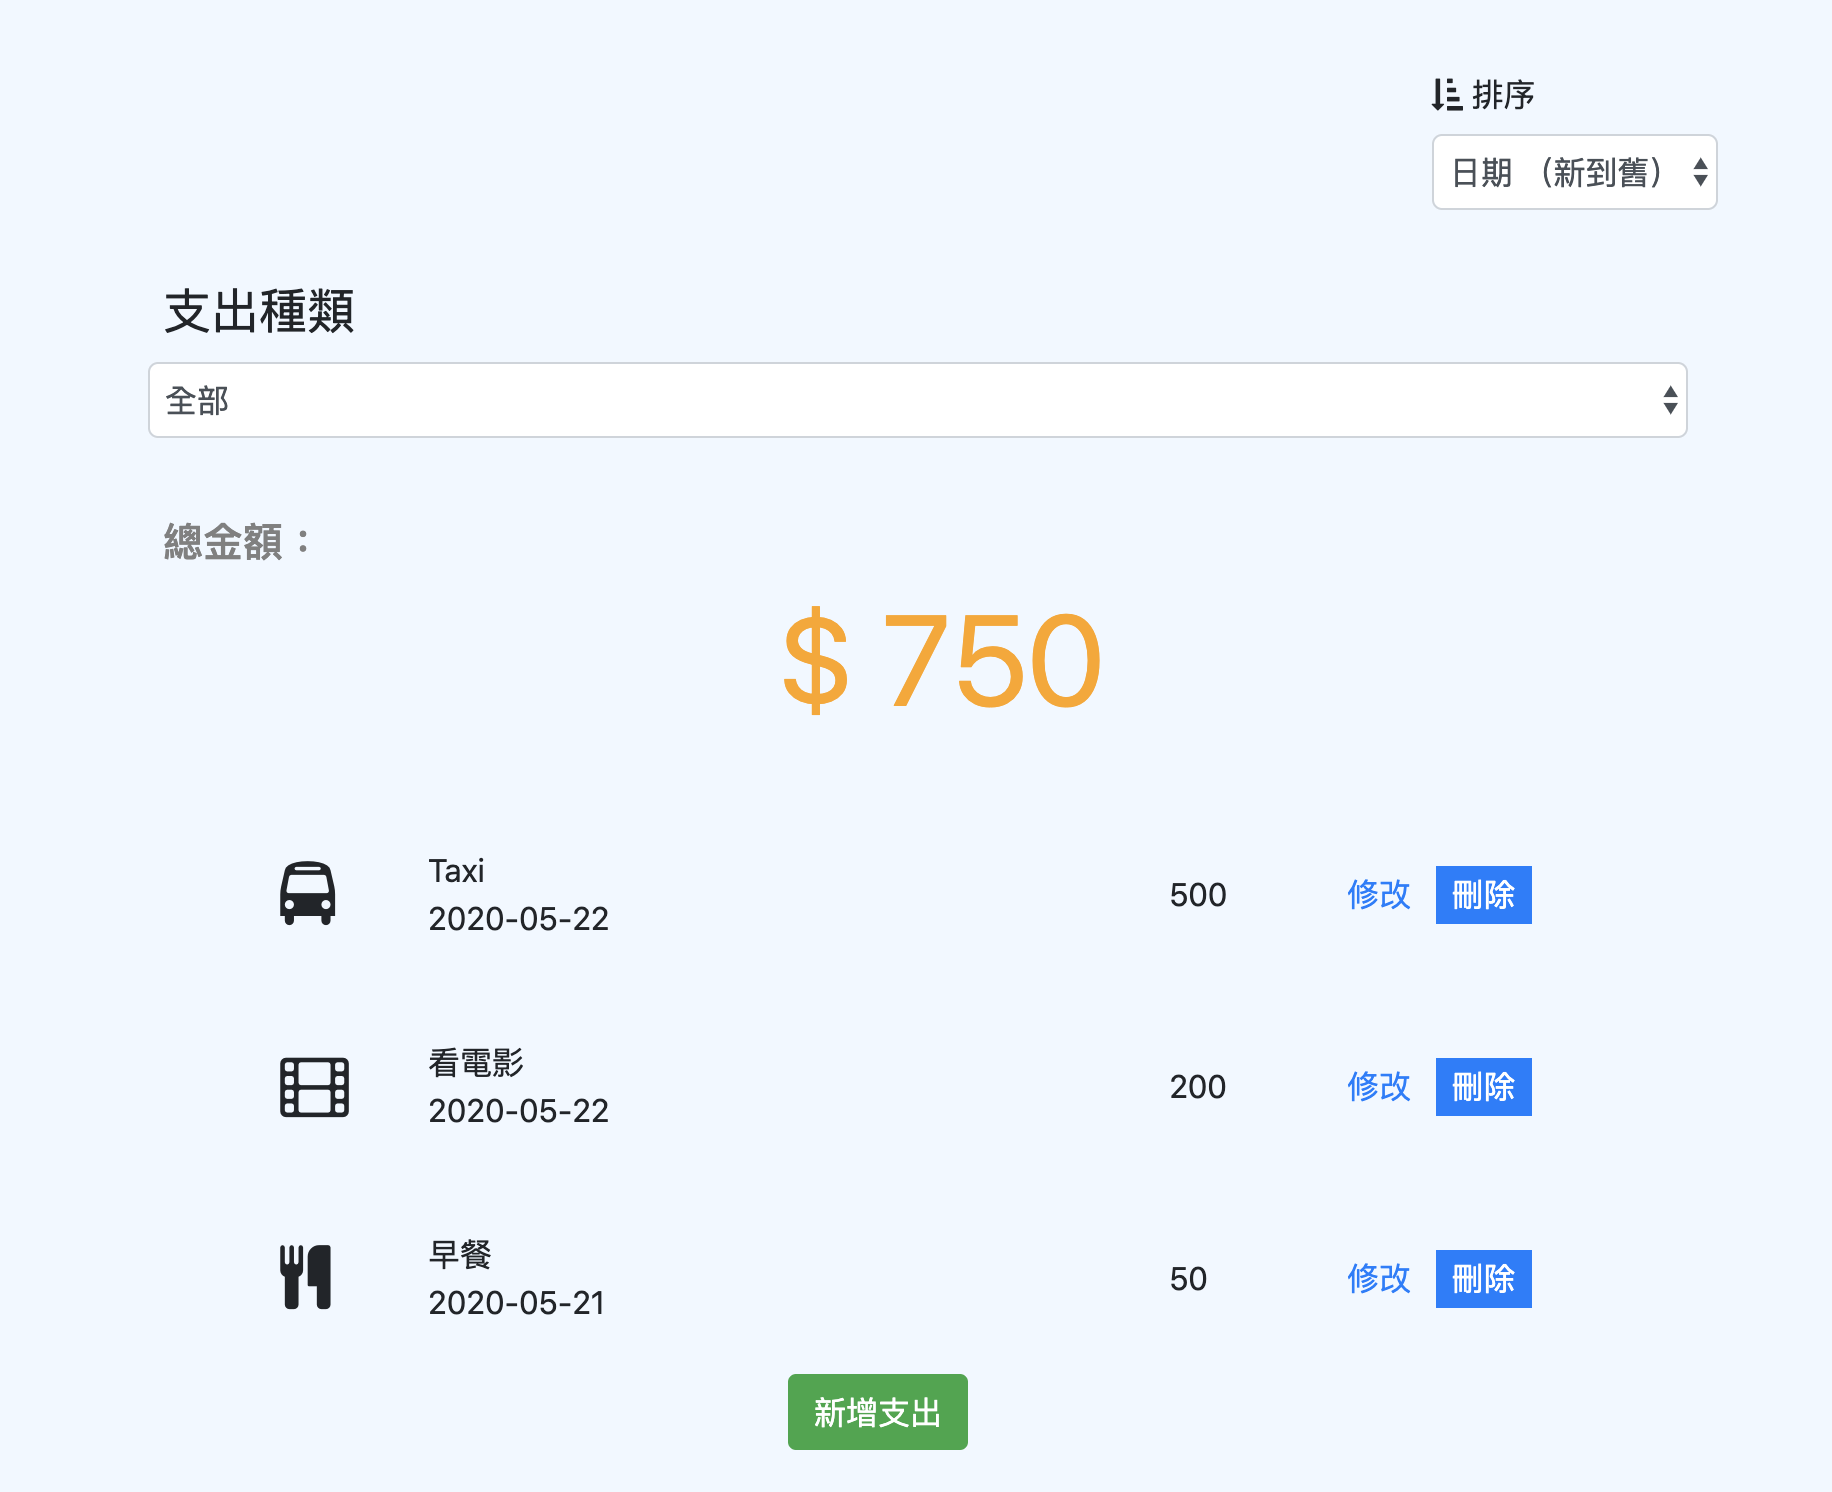 排序
日期 （新到舊）
支出種類
全部
總金額：
$ 750
Taxi
2020-05-22
500 修改 刪除
看電影
2020-05-22
200 修改 刪除
早餐
2020-05-21
50 修改 刪除
新增支出